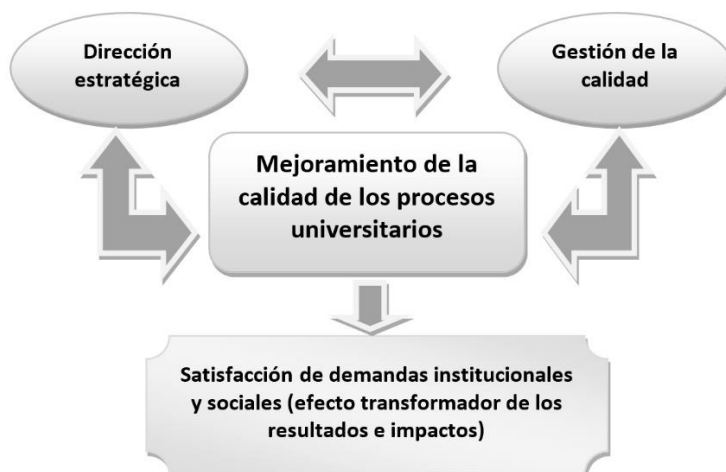 Dirección
estratégica
Gestión de la
calidad
Mejoramiento de la
calidad de los procesos
universitarios
Satisfacción de demandas institucionales
y sociales (efecto transformador de los
resultados e impactos)